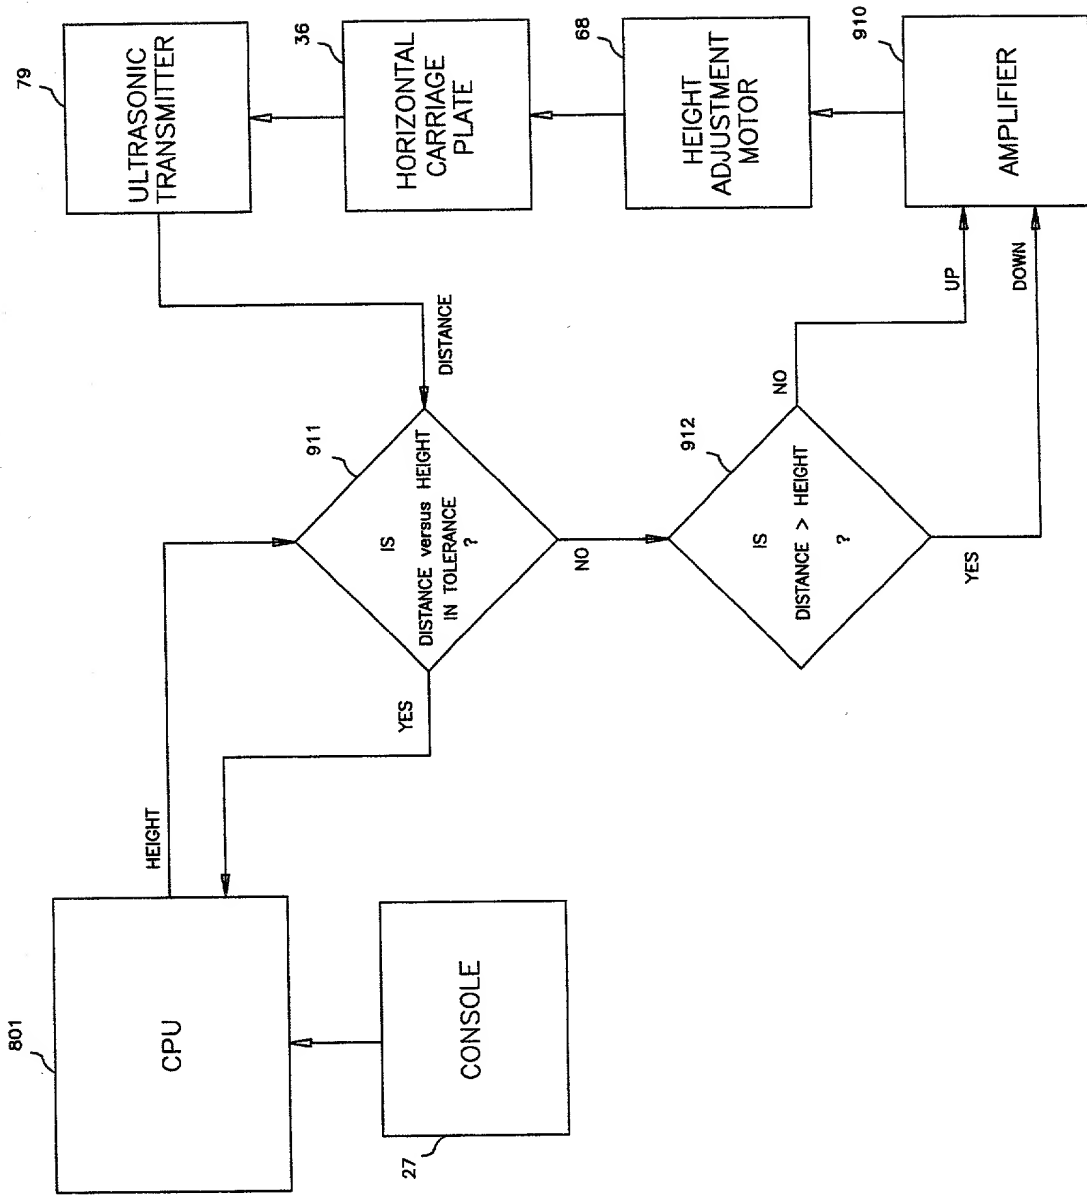 801
CPU
HEIGHT
27
CONSOLE
YES
911
IS
DISTANCE versus HEIGHT
IN TOLERANCE
?
DISTANCE
NO
912
IS
DISTANCE > HEIGHT
?
NO
YES
UP
DOWN
79
ULTRASONIC
TRANSMITTER
36
HORIZONTAL
CARRIAGE
PLATE
68
HEIGHT
ADJUSTMENT
MOTOR
910
AMPLIFIER